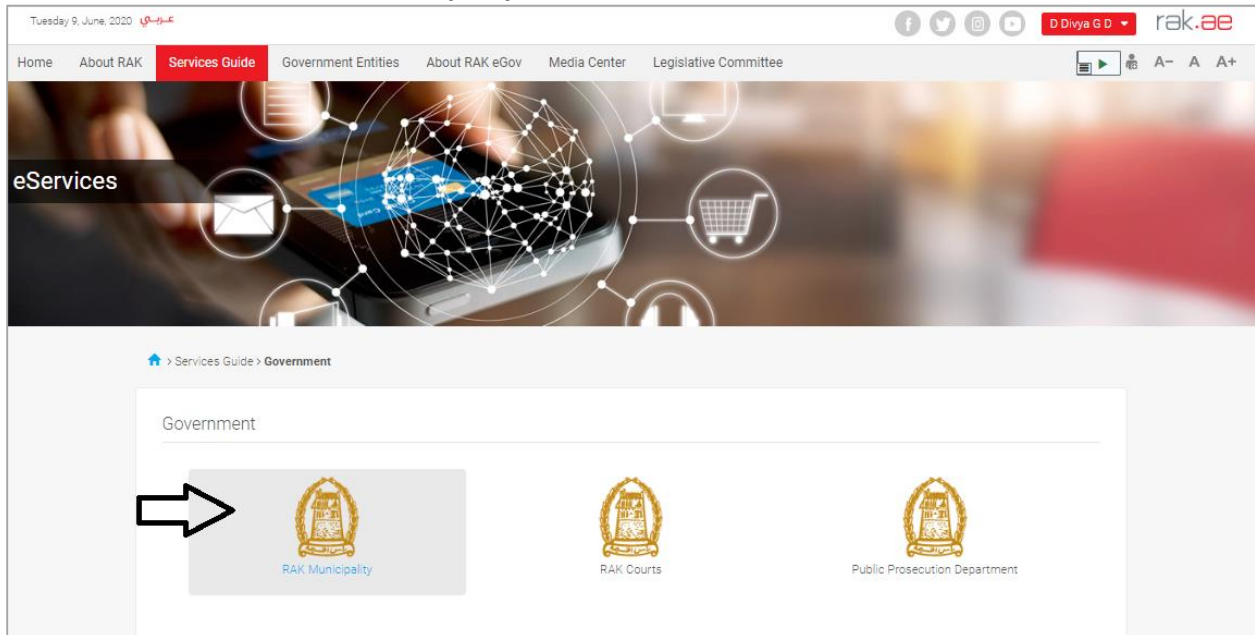 Tuesday 9, June, 2020 عـربـي
D Divya G D
rak.ae
Home About RAK Services Guide Government Entities About RAK eGov Media Center Legislative Committee
A- A A+
eServices
> Services Guide > Government
Government
RAK Municipality
RAK Courts
Public Prosecution Department